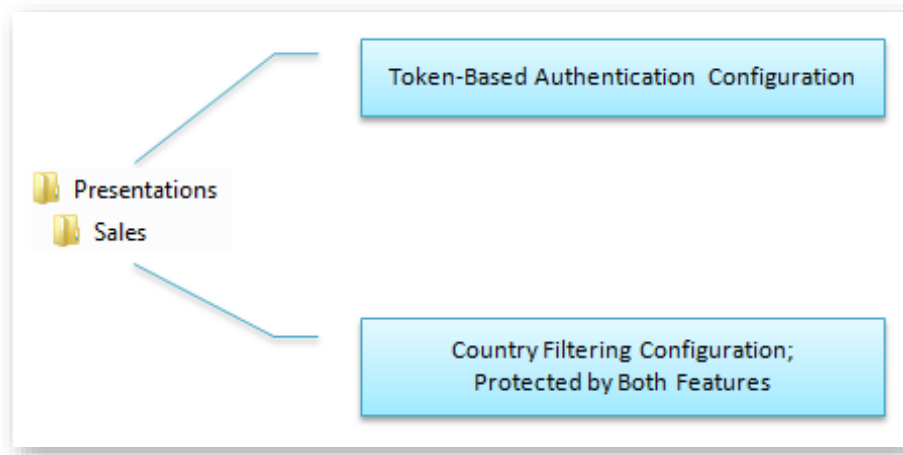 Token-Based Authentication Configuration
Presentations
Sales
Country Filtering Configuration;
Protected by Both Features